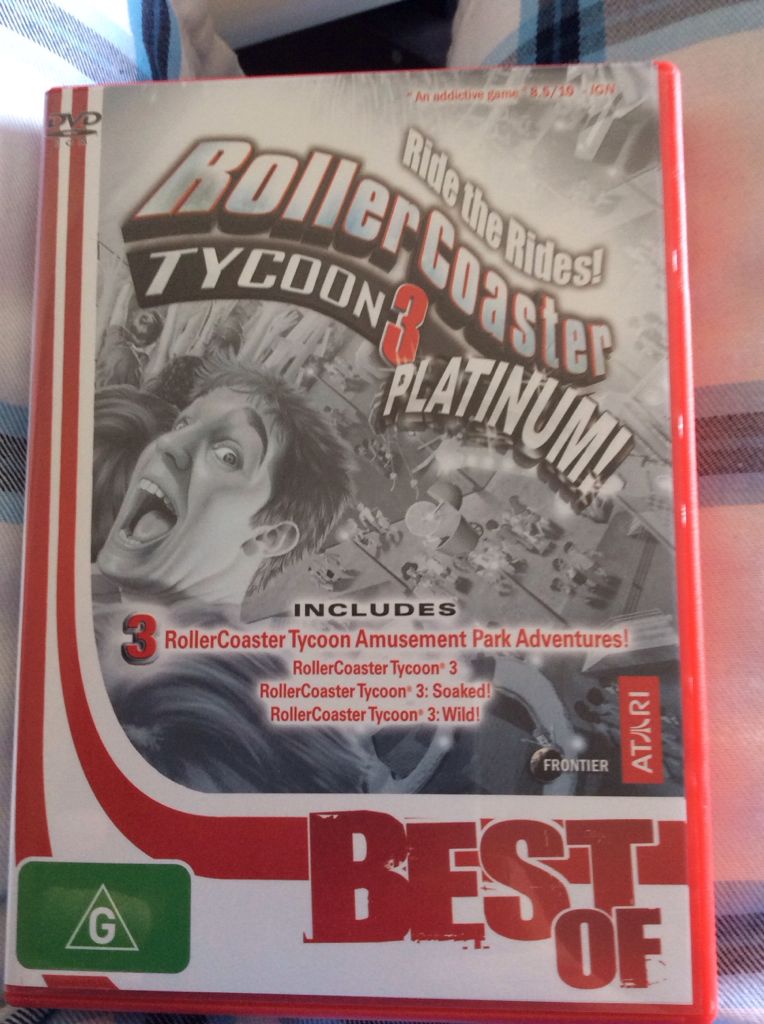 " An addictive game " 8.5/10 - IGN
DVD
Ride the Rides!
RollerCoaster
TYCOON 3
PLATINUM!
INCLUDES
3 RollerCoaster Tycoon Amusement Park Adventures!
RollerCoaster Tycoon® 3
RollerCoaster Tycoon® 3: Soaked!
RollerCoaster Tycoon® 3: Wild!
FRONTIER
ATARI
BEST
OF
G